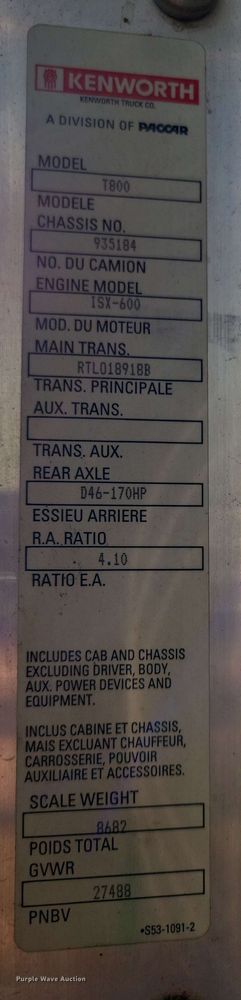 KENWORTH
KENWORTH TRUCK CO.
A DIVISION OF PACCAR
MODEL
T800
MODELE
CHASSIS NO.
935184
NO. DU CAMION
ENGINE MODEL
ISX-600
MOD. DU MOTEUR
MAIN TRANS.
RTLO18918B
TRANS. PRINCIPALE
AUX. TRANS.
TRANS. AUX.
REAR AXLE
D46-170HP
ESSIEU ARRIERE
R.A. RATIO
4.10
RATIO E.A.
INCLUDES CAB AND CHASSIS
EXCLUDING DRIVER, BODY,
AUX. POWER DEVICES AND
EQUIPMENT.
INCLUS CABINE ET CHASSIS,
MAIS EXCLUANT CHAUFFEUR,
CARROSSERIE, POUVOIR
AUXILIAIRE ET ACCESSOIRES.
SCALE WEIGHT
8682
POIDS TOTAL
GVWR
27488
PNBV
*S53-1091-2
Purple Wave Auction